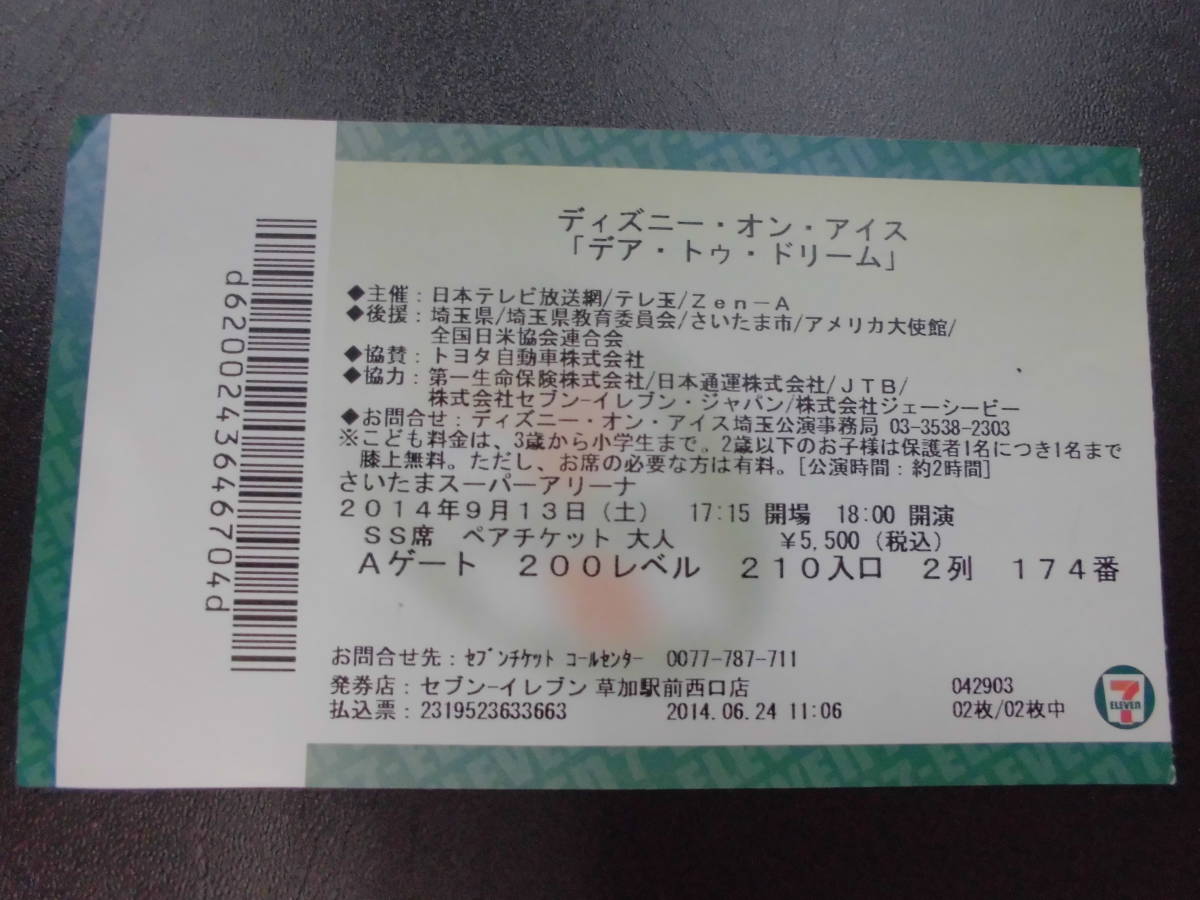 ディズニー・オン・アイス
「デア・トゥ・ドリーム」
◆主催：日本テレビ放送網/テレ玉/Ｚｅｎ－Ａ
◆後援：埼玉県/埼玉県教育委員会/さいたま市/アメリカ大使館/
全国日米協会連合会
◆協賛：トヨタ自動車株式会社
◆協力：第一生命保険株式会社/日本通運株式会社/ＪＴＢ/
株式会社セブン-イレブン・ジャパン/株式会社ジェーシービー
◆お問合せ：ディズニー・オン・アイス埼玉公演事務局 03-3538-2303
※こども料金は、3歳から小学生まで。2歳以下のお子様は保護者1名につき1名まで
膝上無料。ただし、お席の必要な方は有料。[公演時間：約2時間]
さいたまスーパーアリーナ
２０１４年９月１３日（土） 17:15 開場 18:00 開演
ＳＳ席 ペアチケット 大人 ￥5,500（税込）
Ａゲート ２００レベル ２１０入口 ２列 １７４番
お問合せ先：ｾﾌﾞﾝﾁｹｯﾄ ｺｰﾙｾﾝﾀｰ 0077-787-711
発券店：セブン-イレブン 草加駅前西口店 042903
払込票：2319523633663 2014.06.24 11:06 02枚/02枚中
d6200243646704d
7 ELEVEn